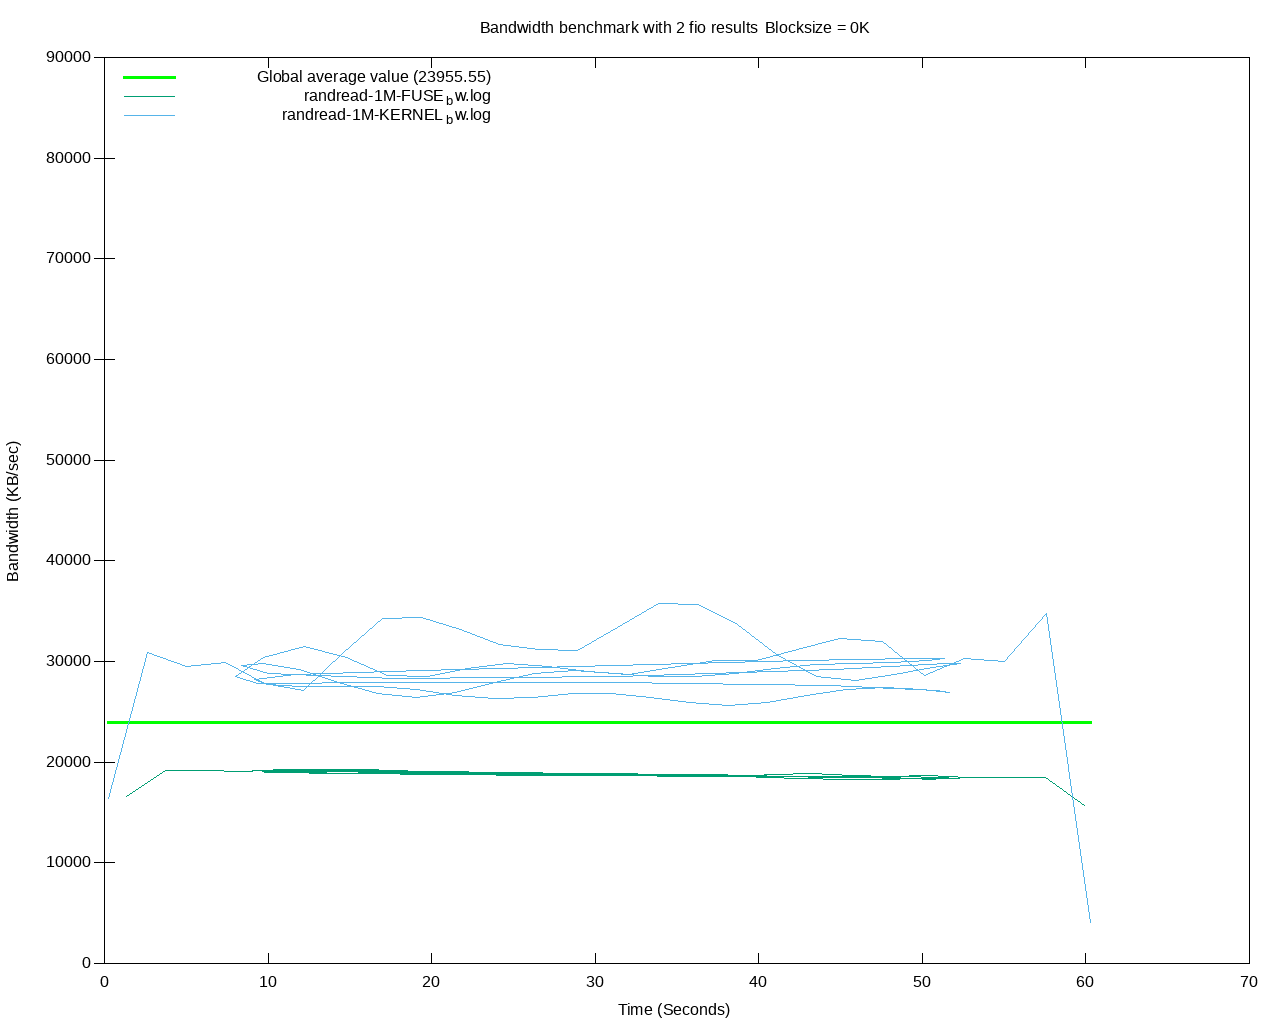 Bandwidth benchmark with 2 fio results Blocksize = 0K
90000
Global average value (23955.55)
randread-1M-FUSE_bw.log
randread-1M-KERNEL_bw.log
80000
70000
60000
50000
Bandwidth (KB/sec)
40000
30000
20000
10000
0
0 10 20 30 40 50 60 70
Time (Seconds)